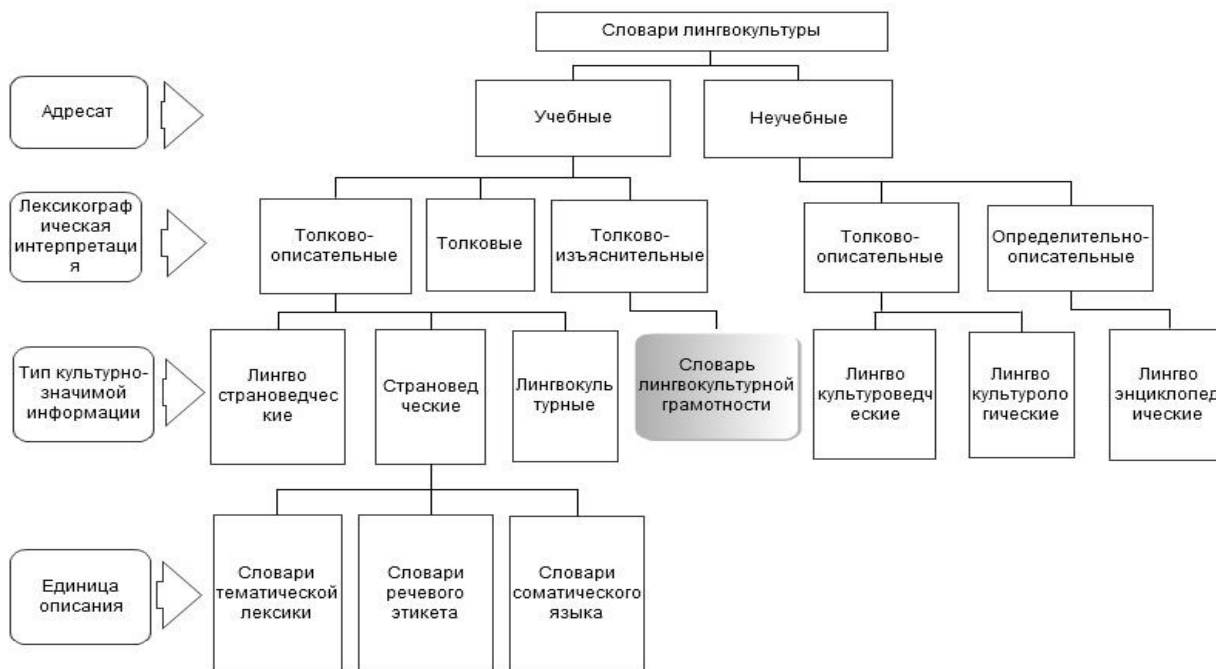 Словари лингвокультуры
Адресат
Учебные
Неучебные
Лексикограф
ическая
интерпретаци
я
Толково-
описательные
Толковые
Толково-
изъяснительные
Толково-
описательные
Определительно-
описательные
Тип культурно-
значимой
информации
Лингво
страноведчес
кие
Страновед
ческие
Лингвокуль
турные
Словарь
лингвокультурной
грамотности
Лингво
культуроведч
еские
Лингво
культуроло
гические
Лингво
энциклопед
ические
Единица
описания
Словари
тематической
лексики
Словари
речевого
этикета
Словари
соматического
языка